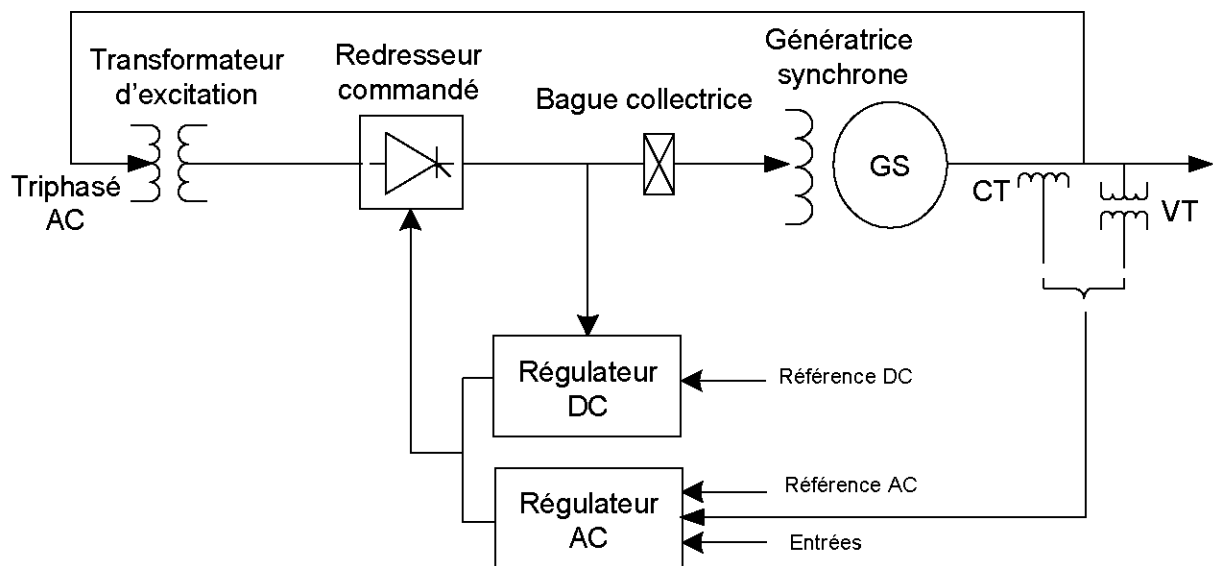 Transformateur
d'excitation
Redresseur
commandé
Bague collectrice
Génératrice
synchrone
Triphasé
AC
GS
CT
VT
Régulateur
DC
Référence DC
Régulateur
AC
Référence AC
Entrées